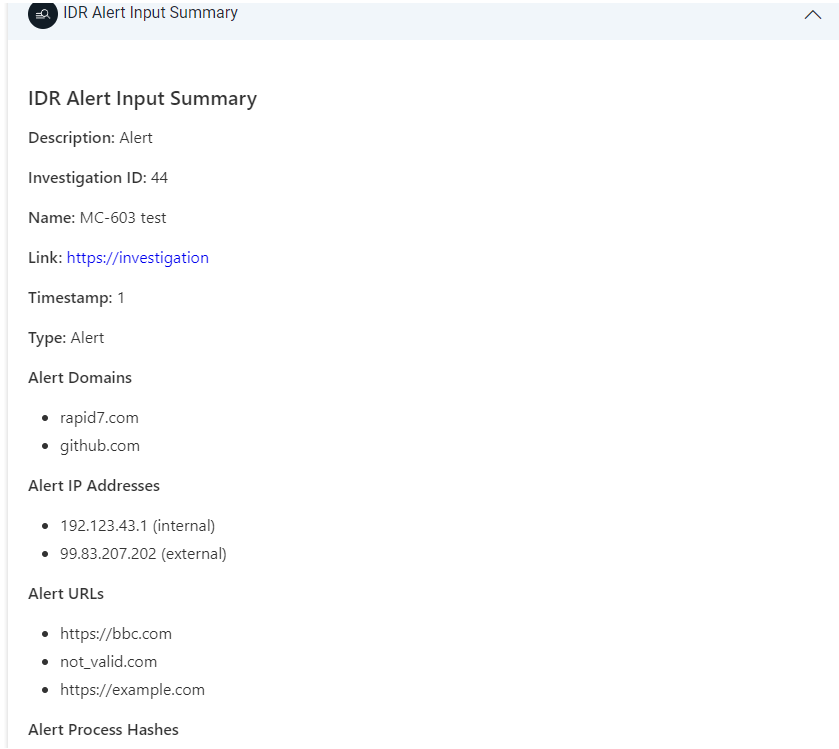 IDR Alert Input Summary
IDR Alert Input Summary
Description: Alert
Investigation ID: 44
Name: MC-603 test
Link: https://investigation
Timestamp: 1
Type: Alert
Alert Domains
rapid7.com
github.com
Alert IP Addresses
192.123.43.1 (internal)
99.83.207.202 (external)
Alert URLs
https://bbc.com
not_valid.com
https://example.com
Alert Process Hashes